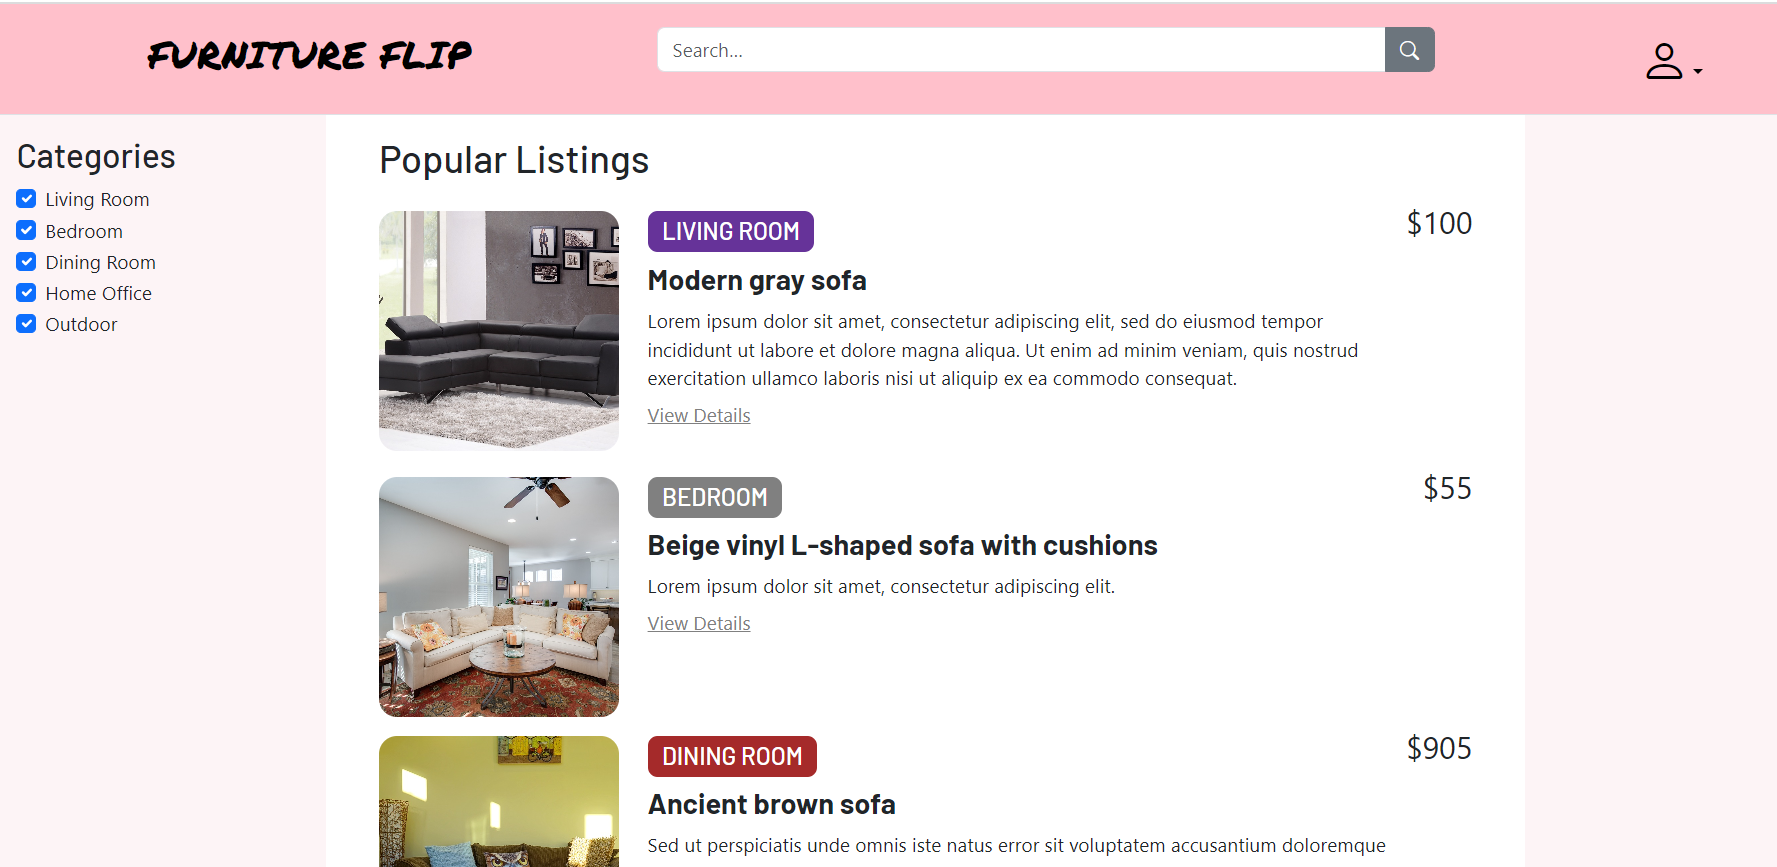 FURNITURE FLIP
Search...
Categories
Living Room
Bedroom
Dining Room
Home Office
Outdoor
Popular Listings
LIVING ROOM
$100
Modern gray sofa
Lorem ipsum dolor sit amet, consectetur adipiscing elit, sed do eiusmod tempor
incididunt ut labore et dolore magna aliqua. Ut enim ad minim veniam, quis nostrud
exercitation ullamco laboris nisi ut aliquip ex ea commodo consequat.
View Details
BEDROOM
$55
Beige vinyl L-shaped sofa with cushions
Lorem ipsum dolor sit amet, consectetur adipiscing elit.
View Details
DINING ROOM
$905
Ancient brown sofa
Sed ut perspiciatis unde omnis iste natus error sit voluptatem accusantium doloremque